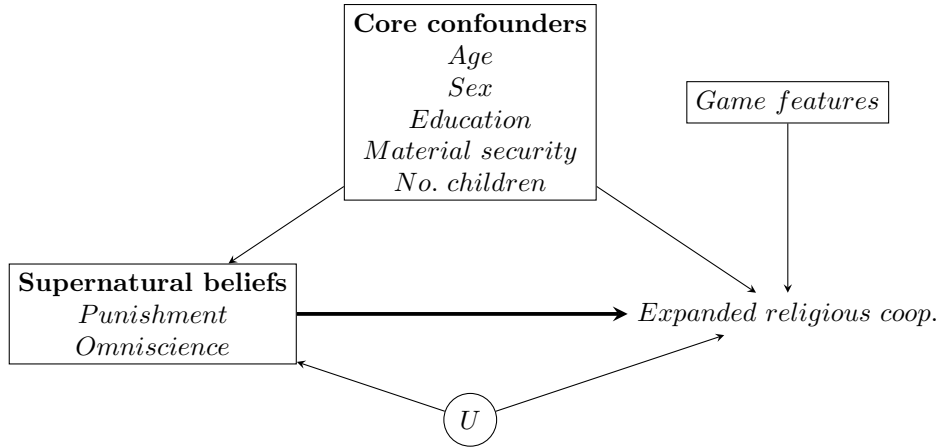 Core confounders
Age
Sex
Education
Material security
No. children
Game features
Supernatural beliefs
Punishment
Omniscience
Expanded religious coop.
U